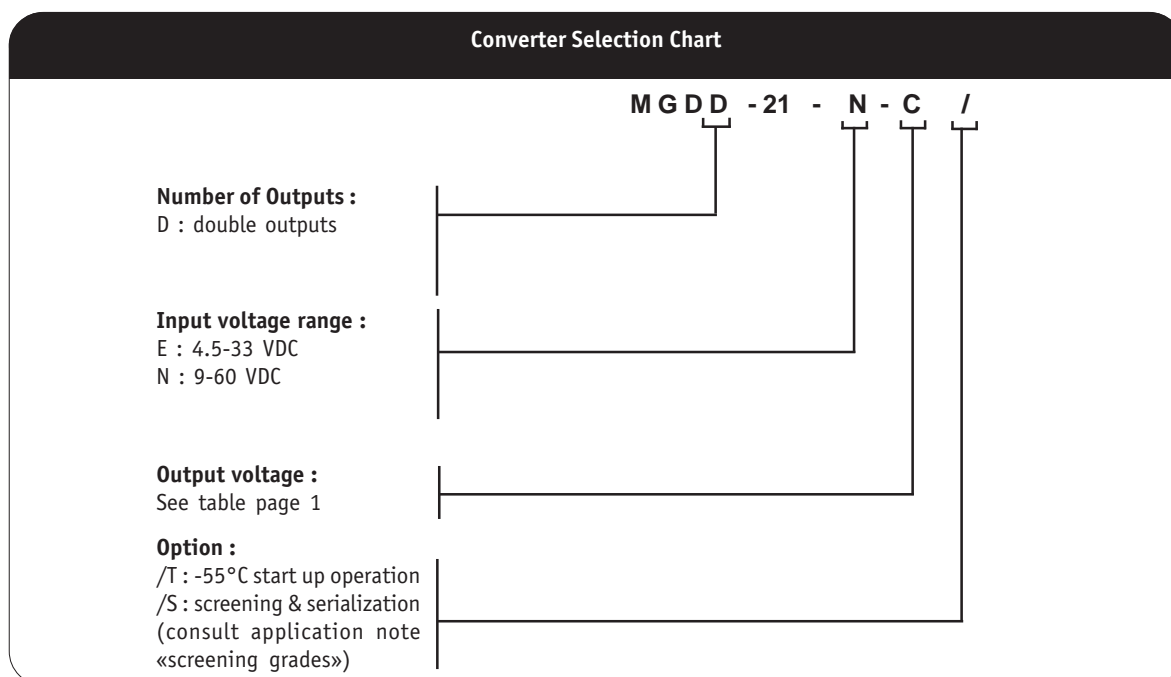 Converter Selection Chart
M G D D - 21 - N - C /
Number of Outputs :
D : double outputs
Input voltage range :
E : 4.5-33 VDC
N : 9-60 VDC
Output voltage :
See table page 1
Option :
/T : -55°C start up operation
/S : screening & serialization
(consult application note
«screening grades»)